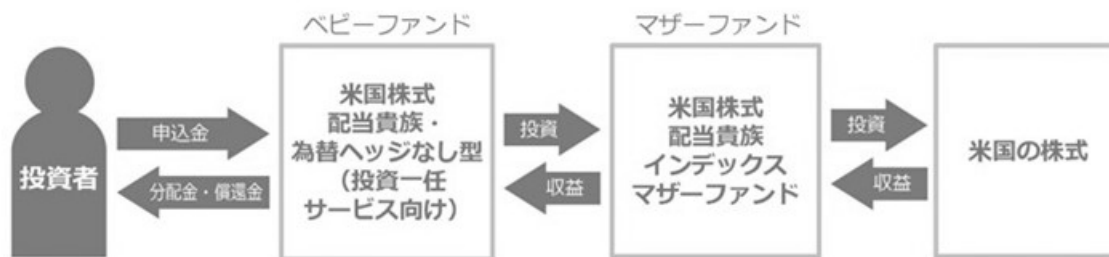 ベビーファンド
マザーファンド
投資者
申込金
分配金・償還金
米国株式
配当貴族・
為替ヘッジなし型
(投資一任
サービス向け)
投資
収益
米国株式
配当貴族
インデックス
マザーファンド
投資
収益
米国の株式